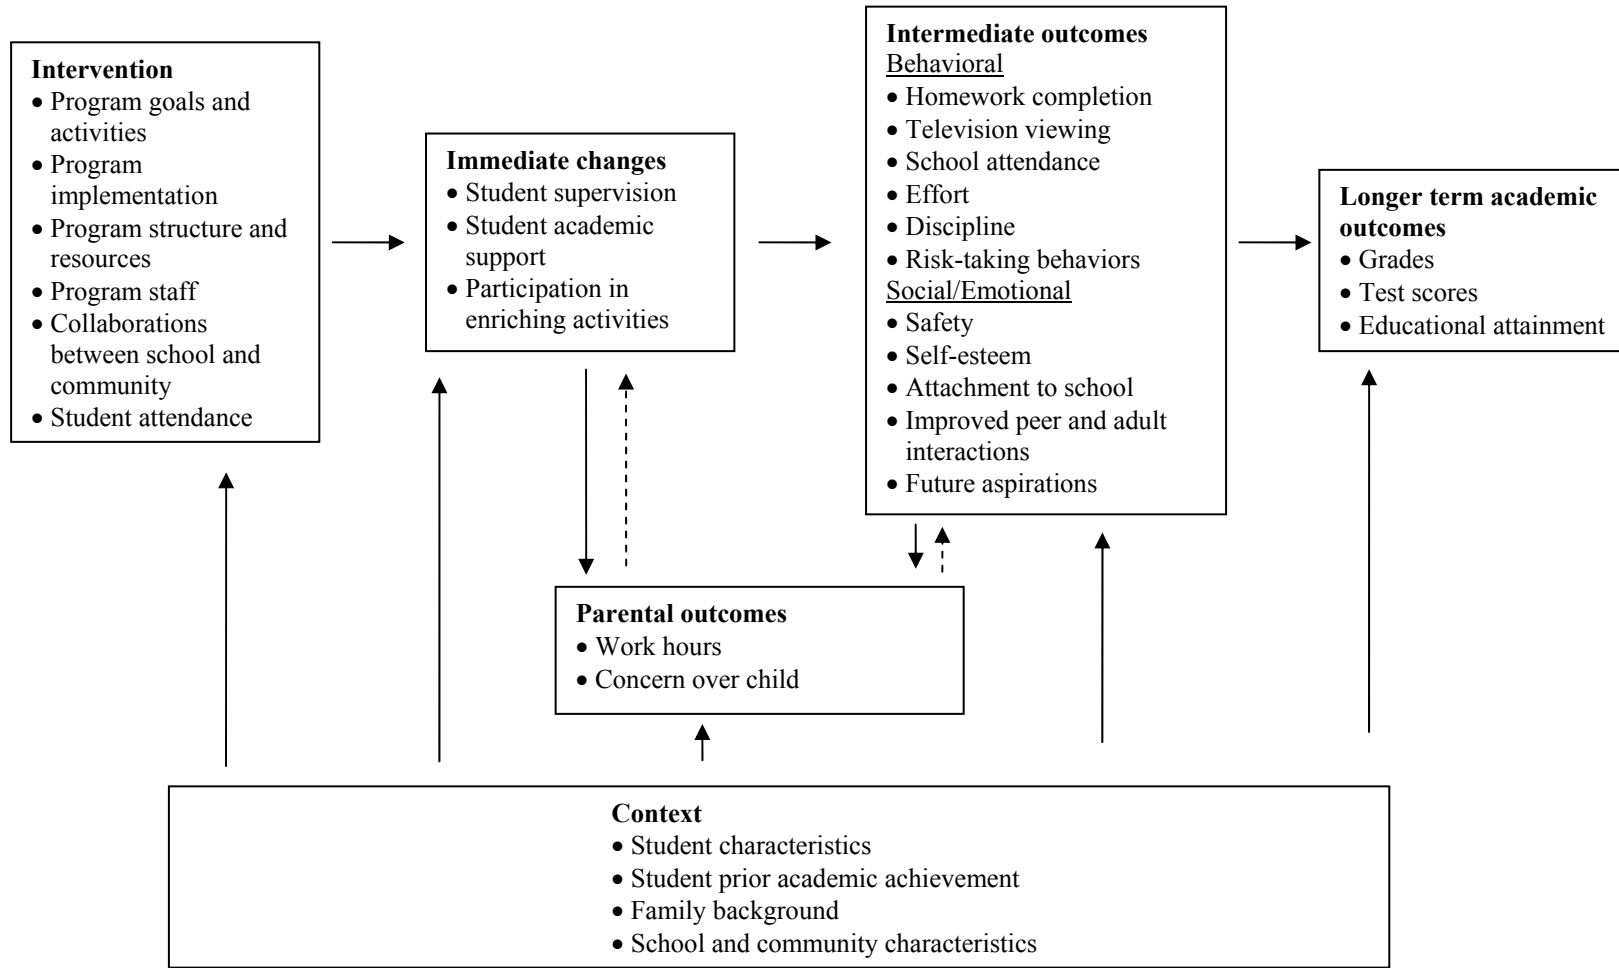 Intervention
• Program goals and
activities
• Program
implementation
• Program structure and
resources
• Program staff
• Collaborations
between school and
community
• Student attendance
Immediate changes
• Student supervision
• Student academic
support
• Participation in
enriching activities
Intermediate outcomes
Behavioral
• Homework completion
• Television viewing
• School attendance
• Effort
• Discipline
• Risk-taking behaviors
Social/Emotional
• Safety
• Self-esteem
• Attachment to school
• Improved peer and adult
interactions
• Future aspirations
Longer term academic
outcomes
• Grades
• Test scores
• Educational attainment
Parental outcomes
• Work hours
• Concern over child
Context
• Student characteristics
• Student prior academic achievement
• Family background
• School and community characteristics